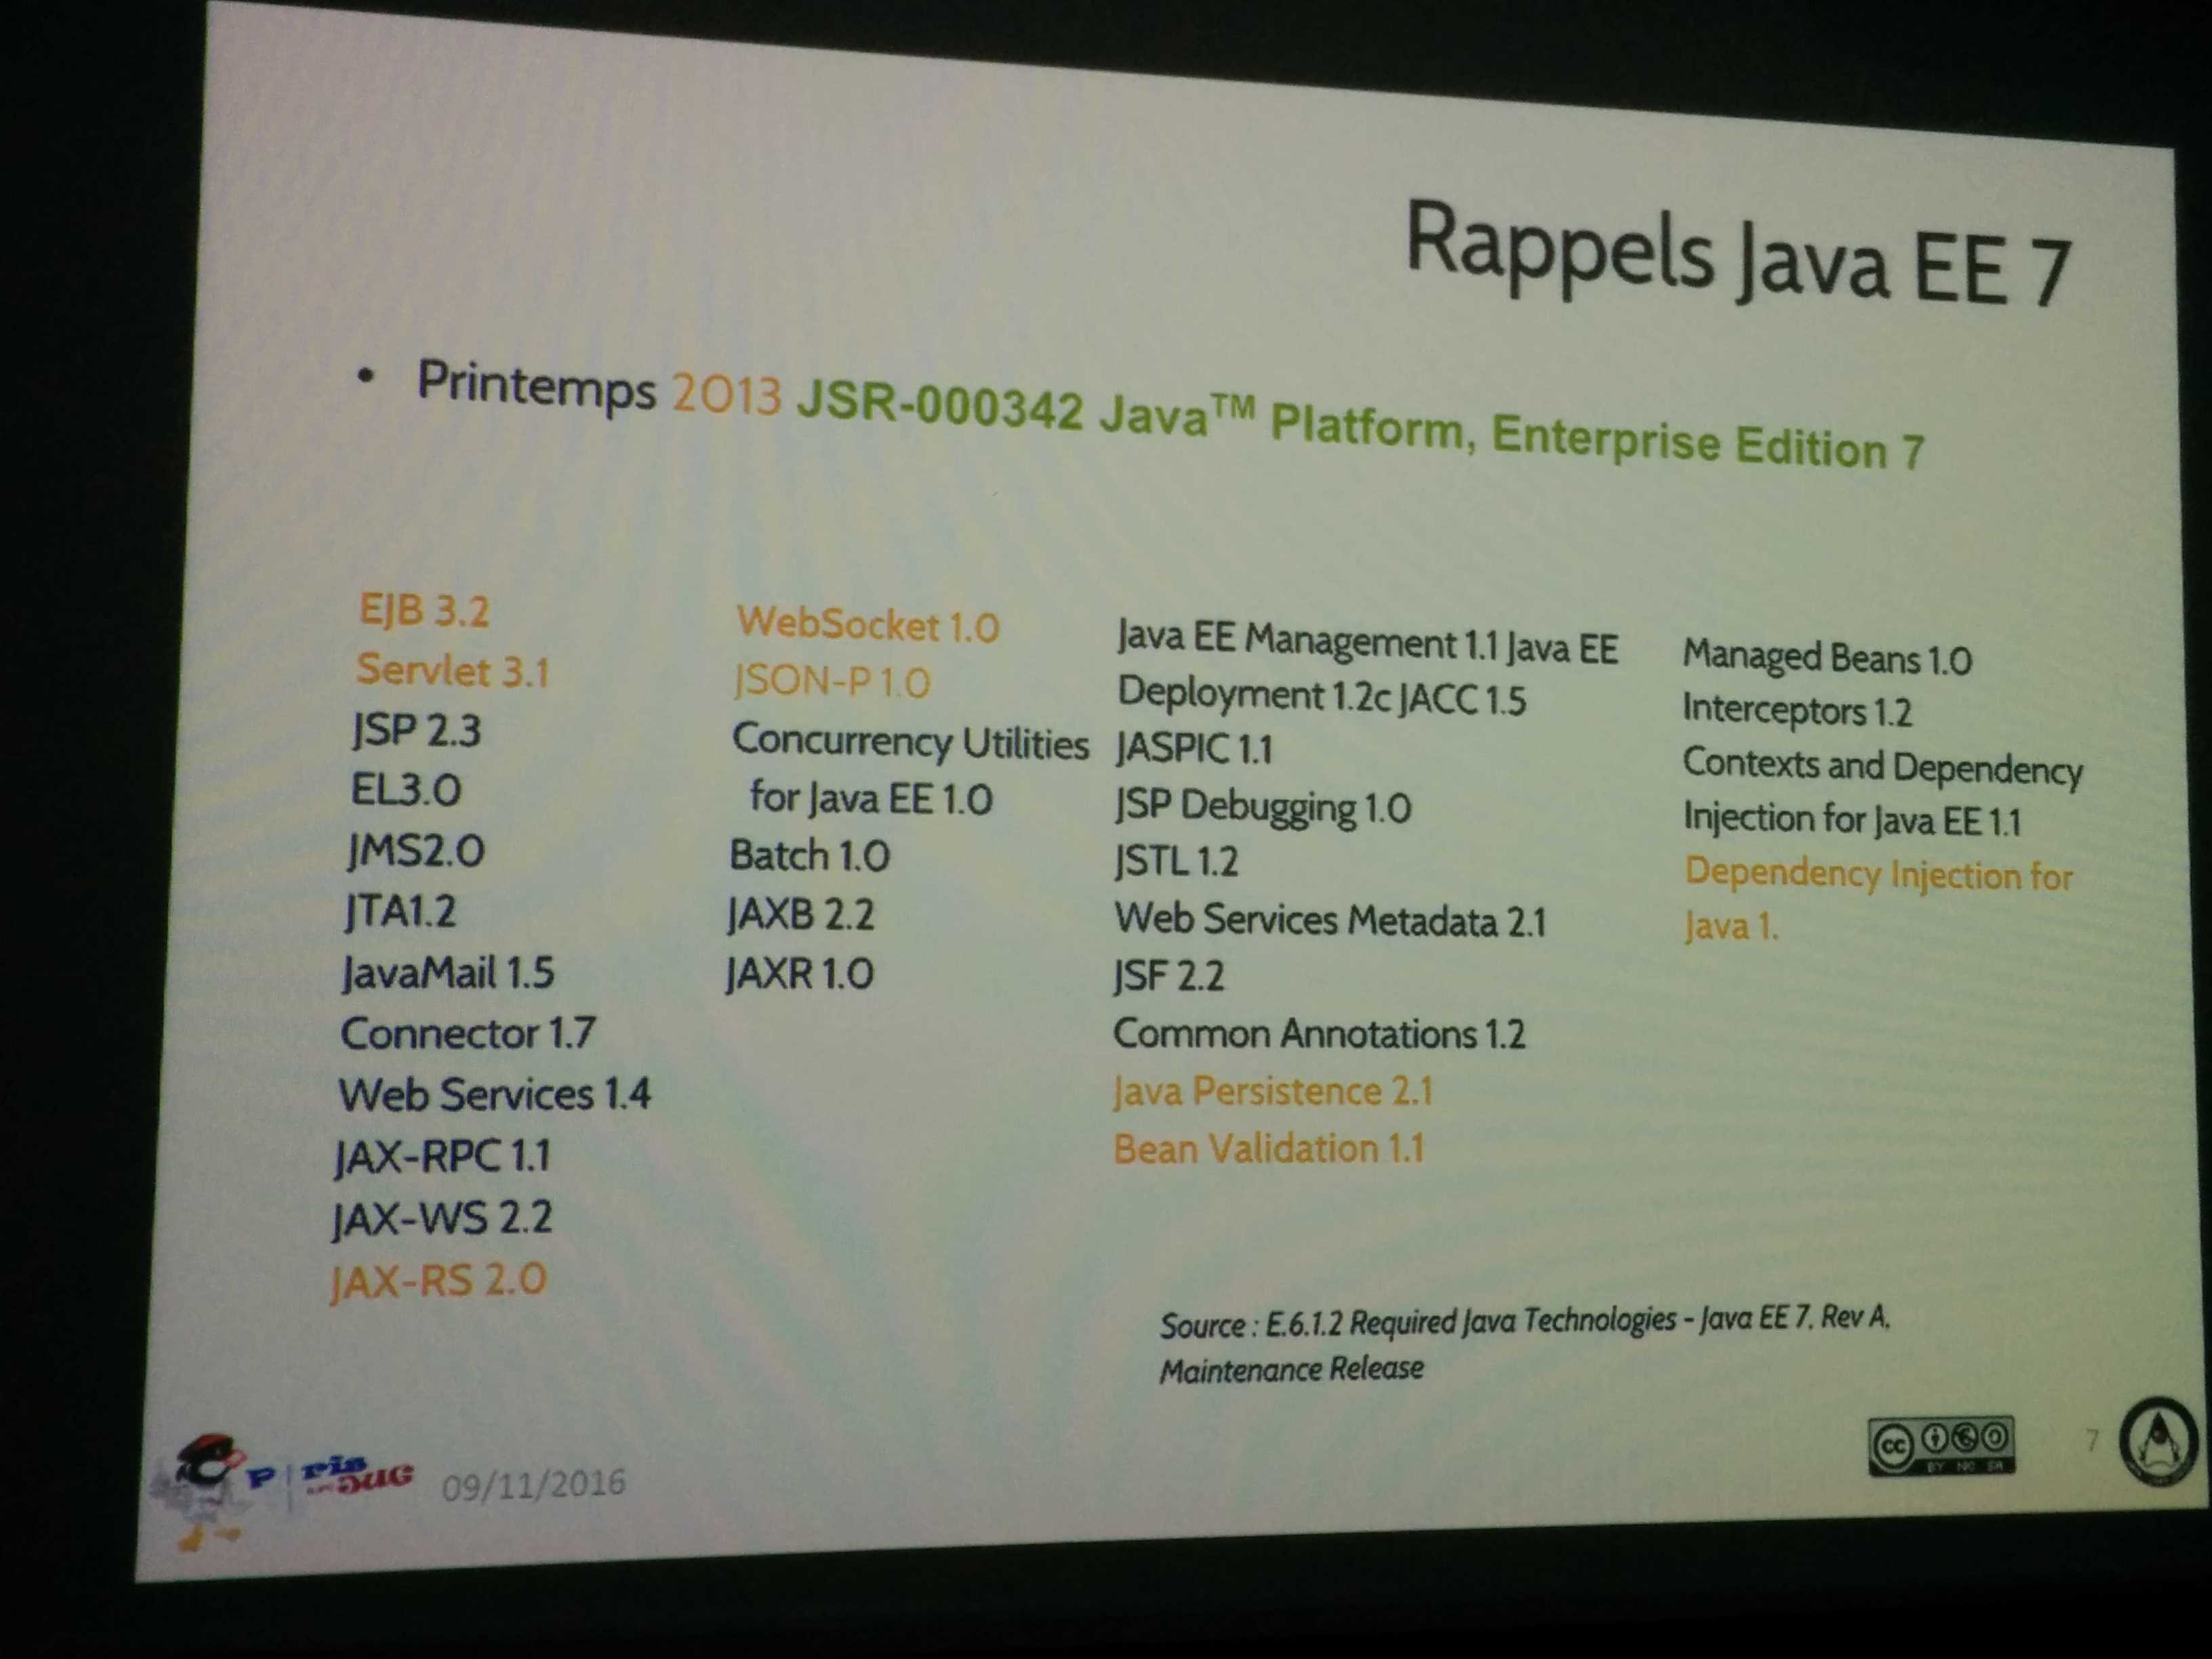 Rappels Java EE 7
• Printemps 2013 JSR-000342 Java™ Platform, Enterprise Edition 7
EJB 3.2
Servlet 3.1
JSP 2.3
EL3.0
JMS2.0
JTA1.2
JavaMail 1.5
Connector 1.7
Web Services 1.4
JAX-RPC 1.1
JAX-WS 2.2
JAX-RS 2.0
WebSocket 1.0
JSON-P 1.0
Concurrency Utilities
for Java EE 1.0
Batch 1.0
JAXB 2.2
JAXR 1.0
Java EE Management 1.1 Java EE
Deployment 1.2c JACC 1.5
JASPIC 1.1
JSP Debugging 1.0
JSTL 1.2
Web Services Metadata 2.1
JSF 2.2
Common Annotations 1.2
Java Persistence 2.1
Bean Validation 1.1
Managed Beans 1.0
Interceptors 1.2
Contexts and Dependency
Injection for Java EE 1.1
Dependency Injection for
Java 1.
Source : E.6.1.2 Required Java Technologies - Java EE 7. Rev A.
Maintenance Release
09/11/2016
cc
BY NC SA
7